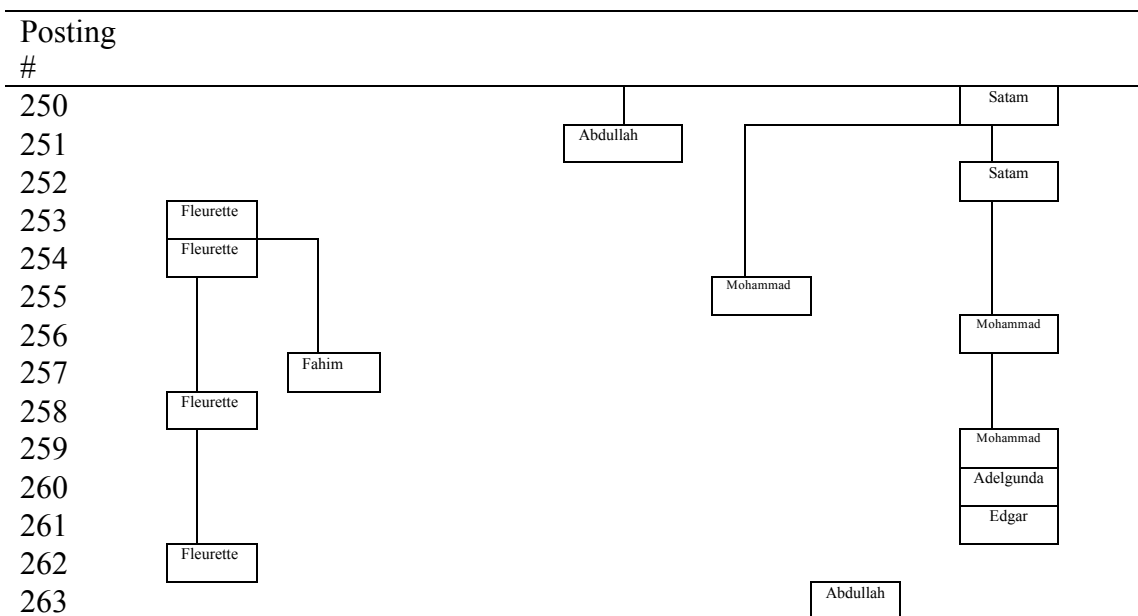 Posting
#
250 Satam
251 Abdullah
252 Satam
253 Fleurette
254 Fleurette
255 Mohammad
256 Mohammad
257 Fahim
258 Fleurette
259 Mohammad
260 Adelgunda
261 Edgar
262 Fleurette
263 Abdullah